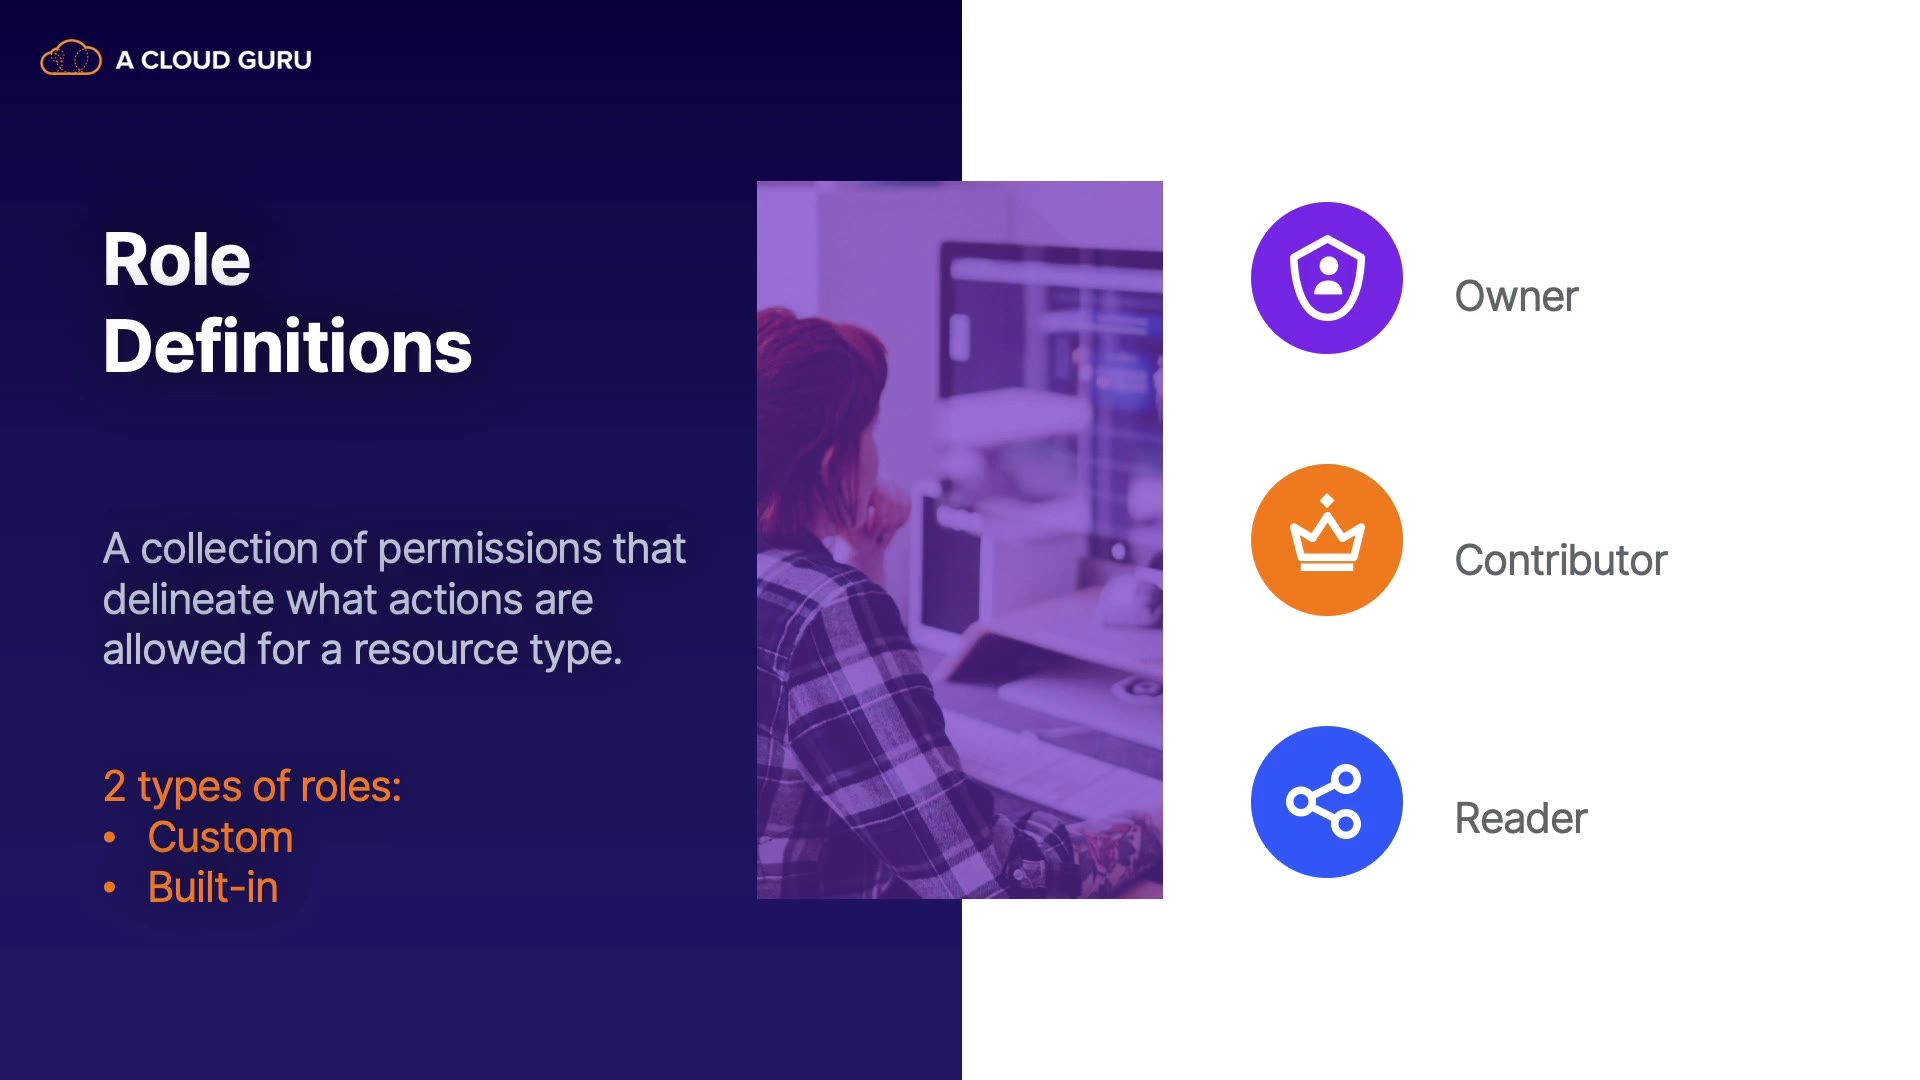 A CLOUD GURU
Role
Definitions
A collection of permissions that
delineate what actions are
allowed for a resource type.
2 types of roles:
• Custom
• Built-in
Owner
Contributor
Reader